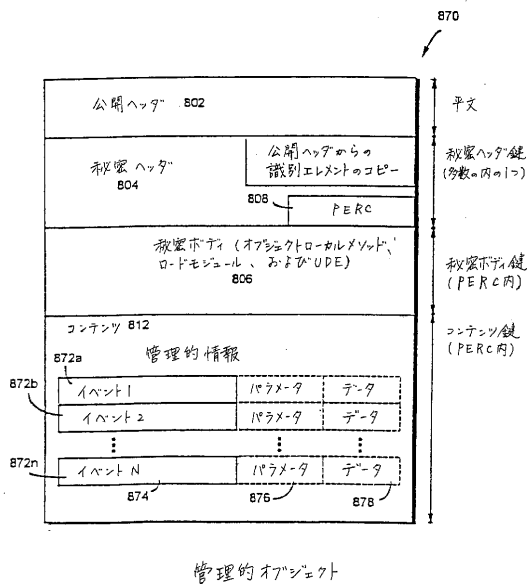 870
公開ヘッダ 802
平文
秘密ヘッダ
804
公開ヘッダからの
識別エレメントのコピー
808
PERC
秘密ヘッダ鍵
(多数の内の1つ)
秘密ボディ(オブジェクトローカルメソッド、
ロードモジュール、およびUDE)
806
秘密ボディ鍵
(PERC内)
コンテンツ 812
コンテンツ鍵
(PERC内)
管理的情報
872a
イベント1 パラメータ データ
872b
イベント2 パラメータ データ
872n
イベントN パラメータ データ
874 876 878
管理的オブジェクト